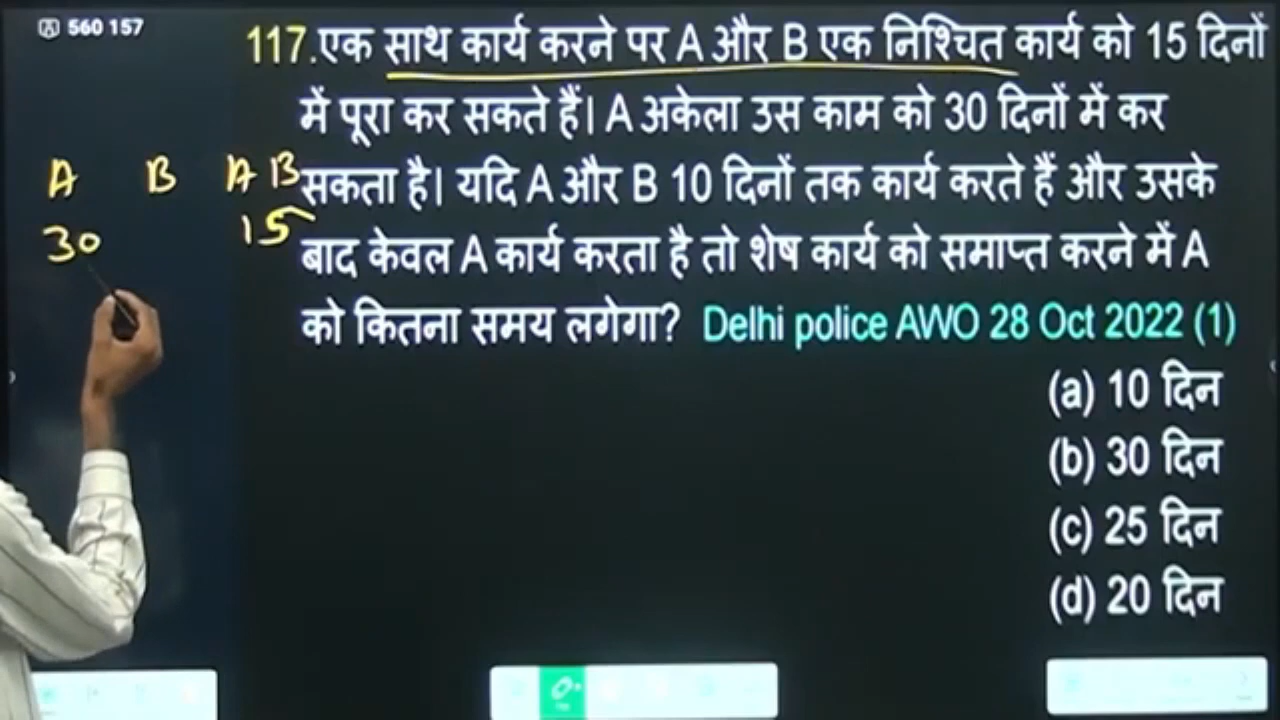 560 157
117.एक साथ कार्य करने पर A और B एक निश्चित कार्य को 15 दिनों
में पूरा कर सकते हैं। A अकेला उस काम को 30 दिनों में कर
सकता है। यदि A और B 10 दिनों तक कार्य करते हैं और उसके
बाद केवल A कार्य करता है तो शेष कार्य को समाप्त करने में A
को कितना समय लगेगा? Delhi police AWO 28 Oct 2022 (1)
A B AB
30 15
(a) 10 दिन
(b) 30 दिन
(c) 25 दिन
(d) 20 दिन